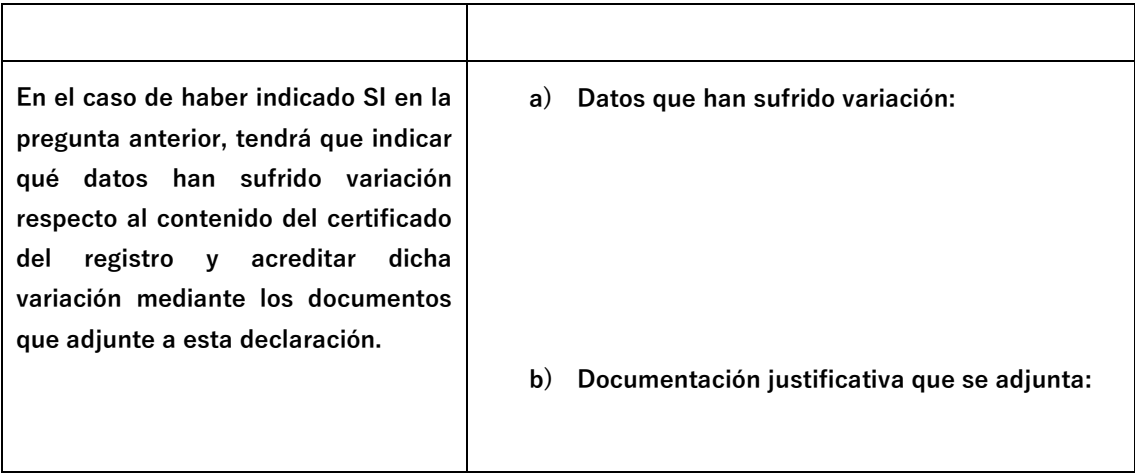 En el caso de haber indicado SI en la
pregunta anterior, tendrá que indicar
qué datos han sufrido variación
respecto al contenido del certificado
del registro y acreditar dicha
variación mediante los documentos
que adjunte a esta declaración.
a) Datos que han sufrido variación:
b) Documentación justificativa que se adjunta: